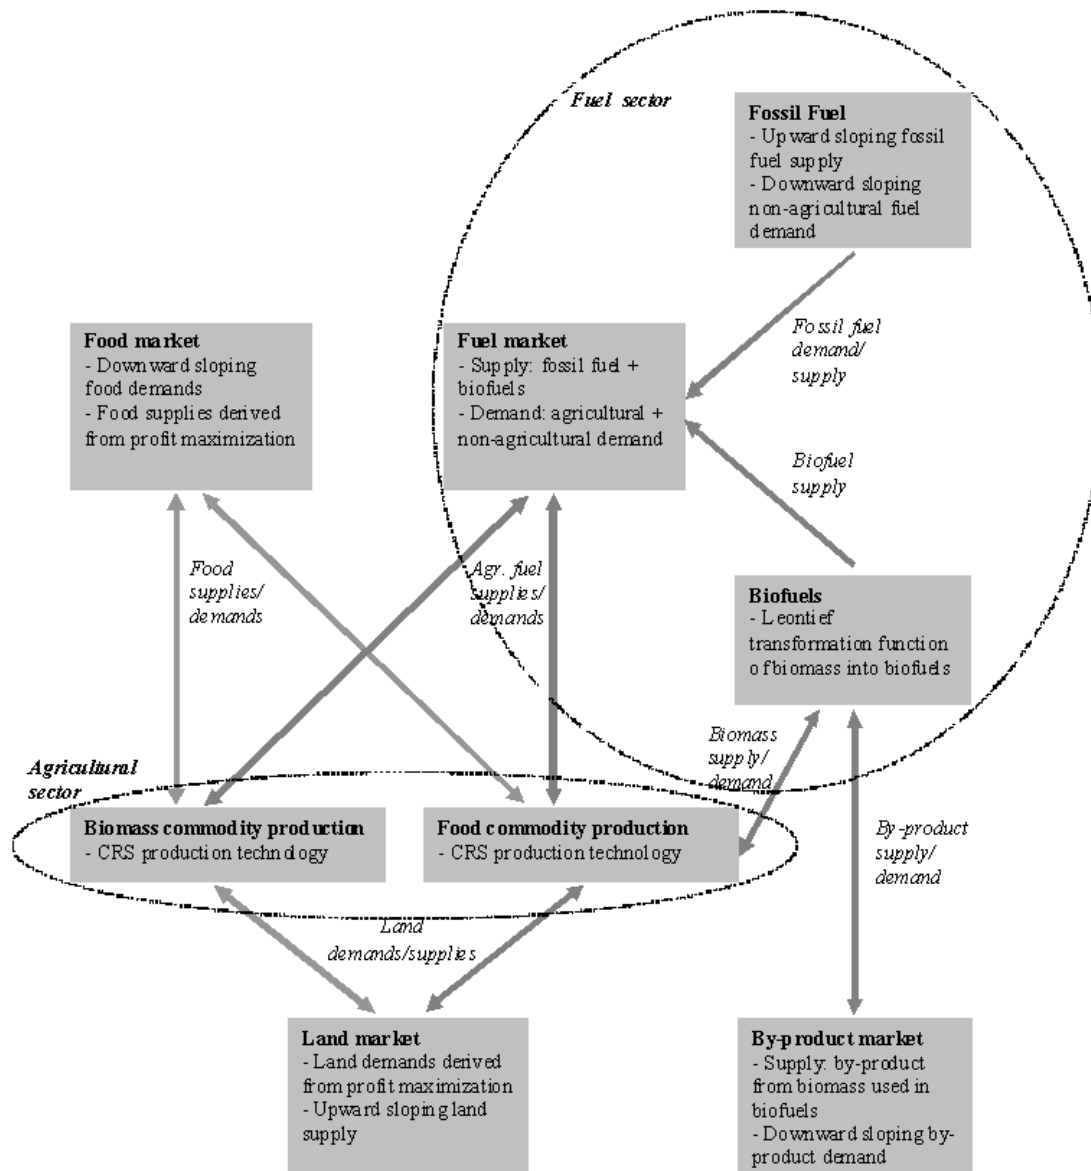 Fuel sector
Fossil Fuel
- Upward sloping fossil
fuel supply
- Downward sloping
non-agricultural fuel
demand
Fossil fuel
demand/
supply
Food market
- Downward sloping
food demands
- Food supplies derived
from profit maximization
Fuel market
- Supply: fossil fuel +
biofuels
- Demand: agricultural +
non-agricultural demand
Biofuel
supply
Food
supplies/
demands
Agr. fuel
supplies/
demands
Biofuels
- Leontief
transformation function
of biomass into biofuels
Biomass
supply/
demand
Agricultural
sector
Biomass commodity production
- CRS production technology
Food commodity production
- CRS production technology
By-product
supply/
demand
Land
demands/supplies
Land market
- Land demands derived
from profit maximization
- Upward sloping land
supply
By-product market
- Supply: by-product
from biomass used in
biofuels
- Downward sloping by-
product demand